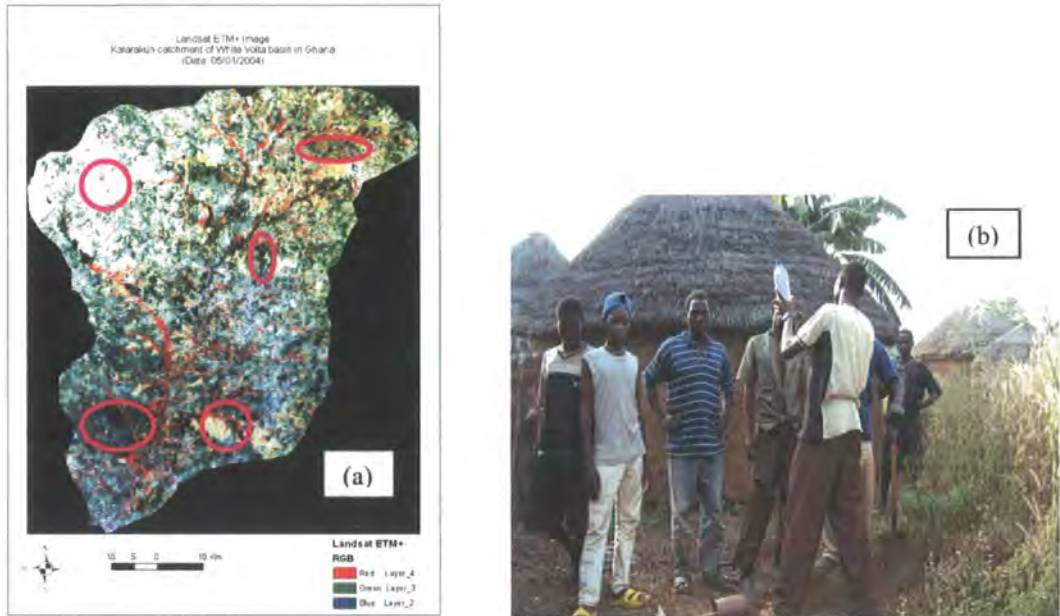 Landsat ETM+ Image
Kalarakun catchment of White Volta basin in Ghana
(Date: 05/01/2004)
(a)
(b)
10 5 0 10 Km
Landsat ETM+
RGB
Red Layer_4
Green Layer_3
Blue Layer_2